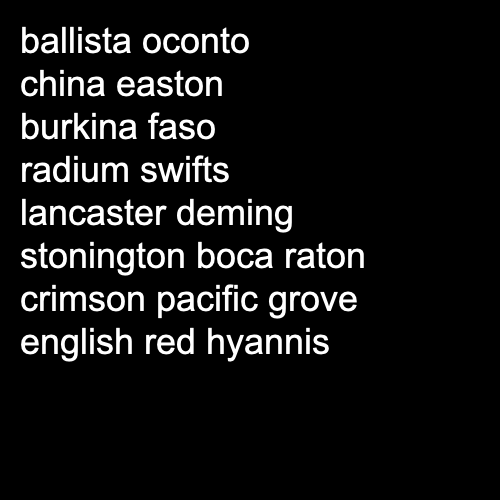 ballista oconto
china easton
burkina faso
radium swifts
lancaster deming
stonington boca raton
crimson pacific grove
english red hyannis